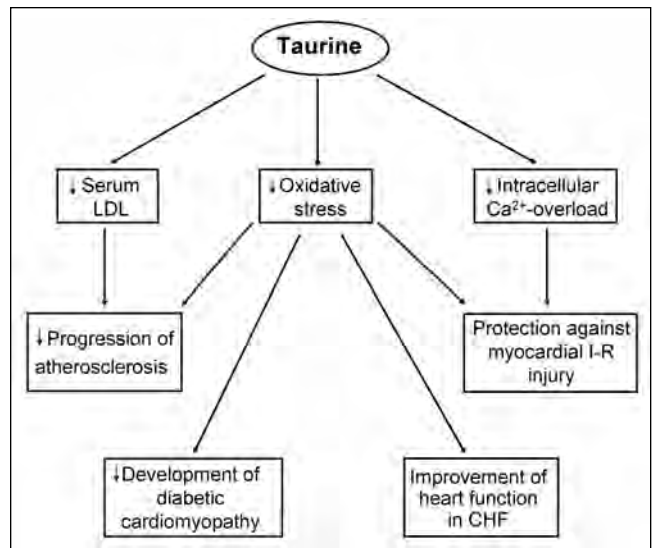 Taurine
↓Serum
LDL
↓Oxidative
stress
↓Intracellular
Ca²⁺-overload
↓Progression of
atherosclerosis
Protection against
myocardial I-R
injury
↓Development of
diabetic
cardiomyopathy
Improvement of
heart function
in CHF